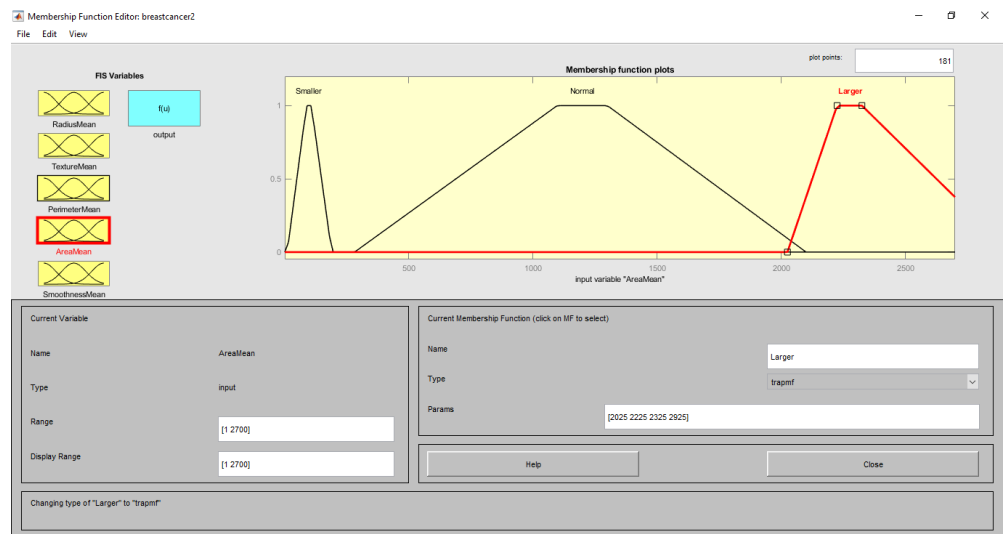 Membership Function Editor: breastcancer2
File Edit View
FIS Variables
RadiusMean
TextureMean
PerimeterMean
AreaMean
SmoothnessMean
f(u)
output
Membership function plots
plot points:
181
Smaller
Normal
Larger
1
0.5
0
500
1000
1500
2000
2500
input variable "AreaMean"
Current Variable
Name AreaMean
Type input
Range [1 2700]
Display Range [1 2700]
Current Membership Function (click on MF to select)
Name Larger
Type trapmf
Params [2025 2225 2325 2925]
Help
Close
Changing type of "Larger" to "trapmf"